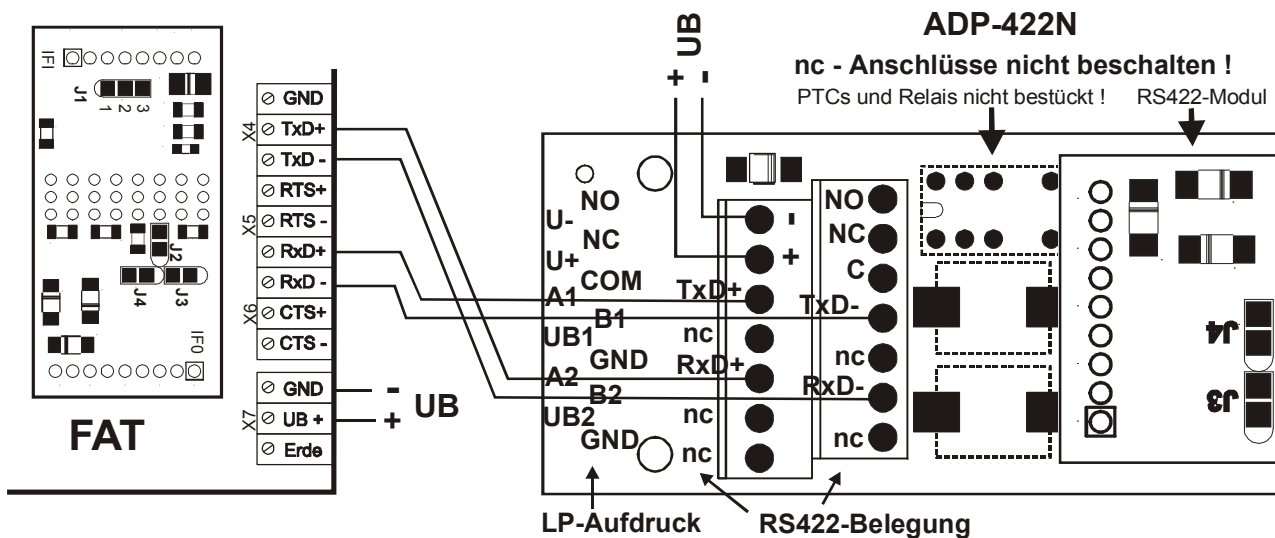 ADP-422N
nc - Anschlüsse nicht beschalten !
PTCs und Relais nicht bestückt !
RS422-Modul
+ UB -
IFI
J1
1 2 3
J2
J4
J3
IF0
FAT
X4
GND
TxD+
TxD -
X5
RTS+
RTS -
RxD+
X6
RxD -
CTS+
CTS -
X7
GND
UB +
Erde
- UB
+
NO
U-
NC
U+
COM
A1
B1
UB1
GND
A2
B2
UB2
GND
-
+
TxD+
nc
RxD+
nc
nc
NO
NC
C
TxD-
nc
RxD-
nc
J4
J3
LP-Aufdruck
RS422-Belegung